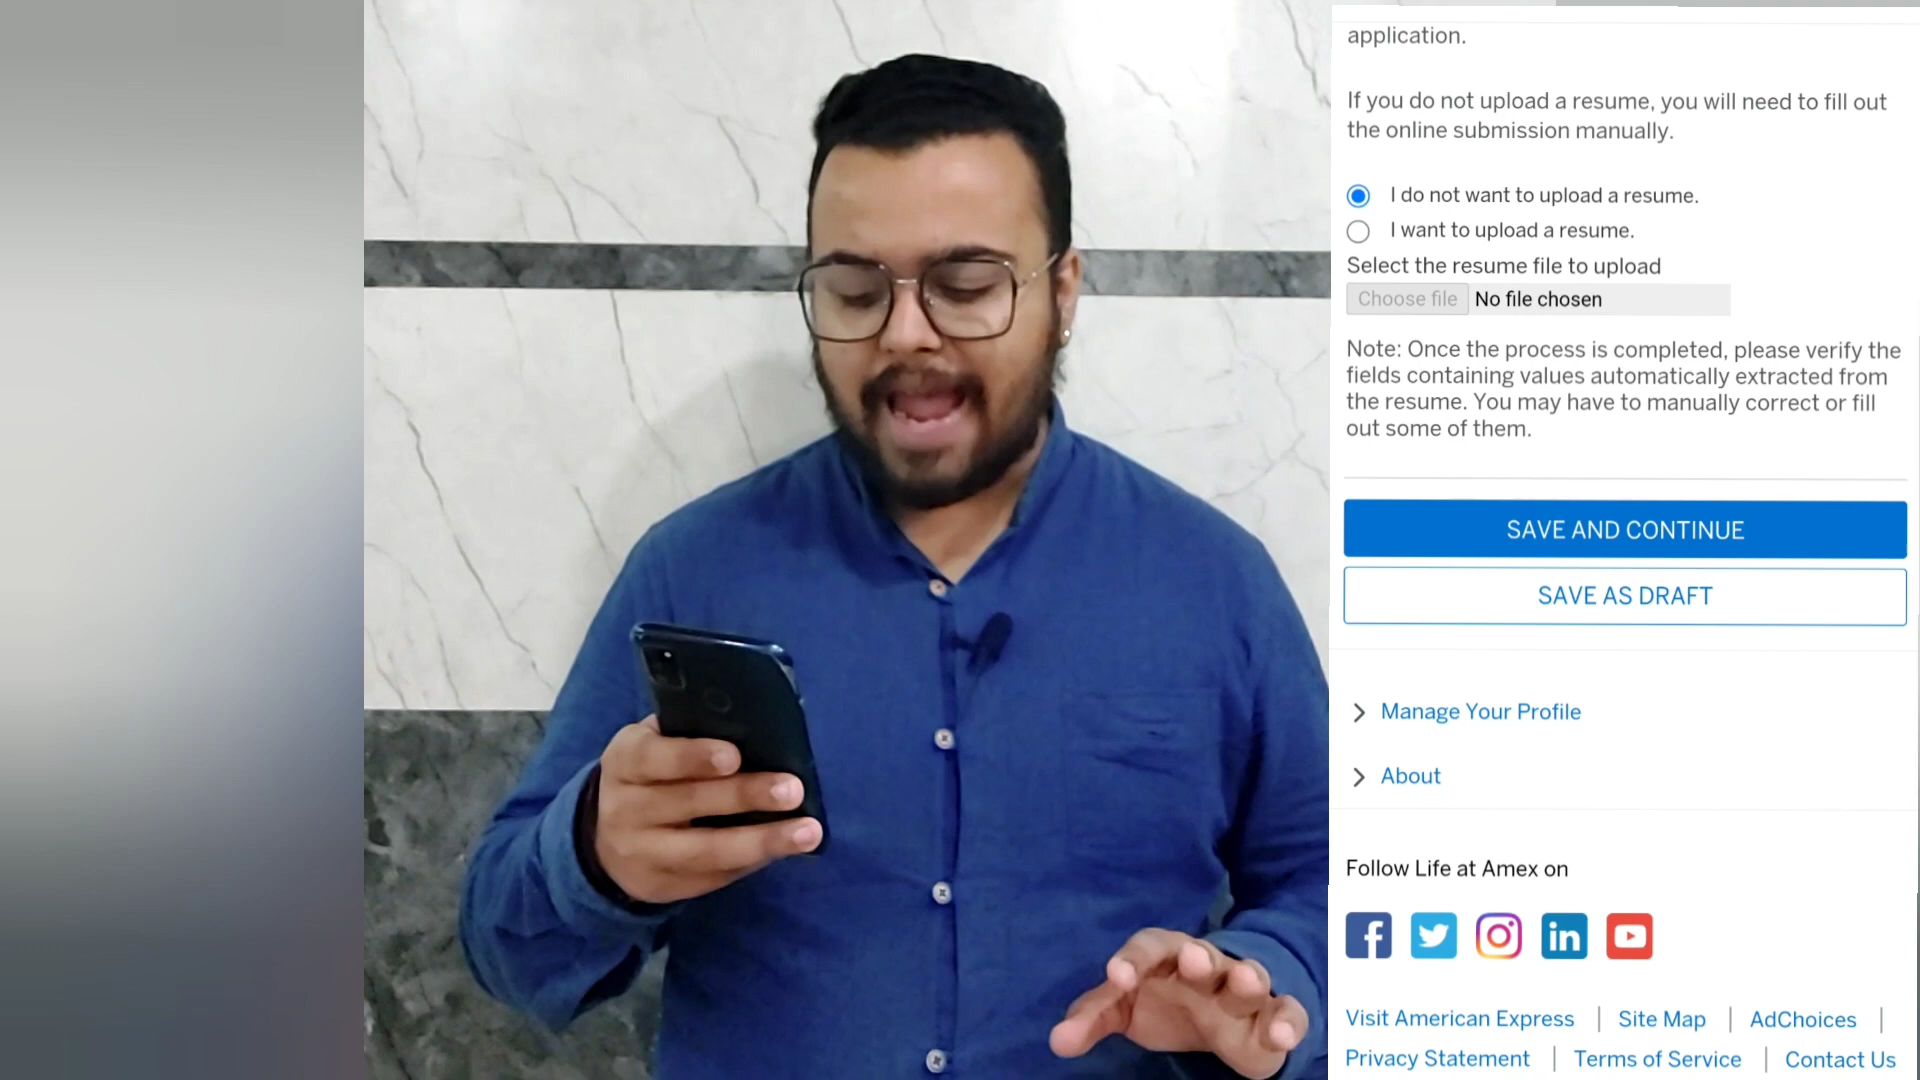 application.
If you do not upload a resume, you will need to fill out
the online submission manually.
I do not want to upload a resume.
I want to upload a resume.
Select the resume file to upload
Choose file No file chosen
Note: Once the process is completed, please verify the
fields containing values automatically extracted from
the resume. You may have to manually correct or fill
out some of them.
SAVE AND CONTINUE
SAVE AS DRAFT
Manage Your Profile
About
Follow Life at Amex on
Visit American Express | Site Map | AdChoices |
Privacy Statement | Terms of Service | Contact Us